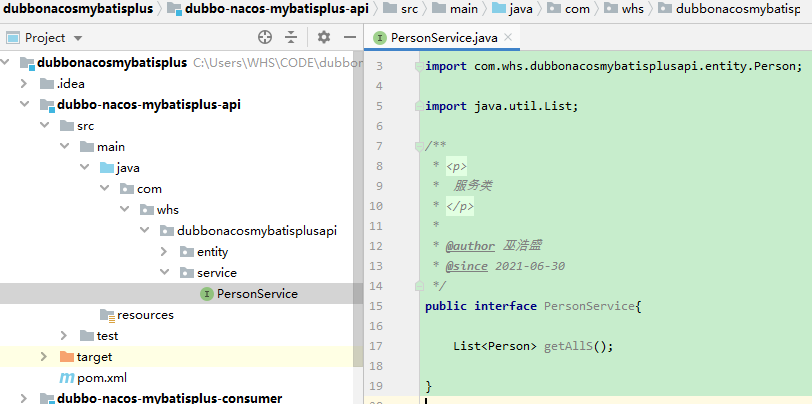 dubbonacosmybatisplus dubbo-nacos-mybatisplus-api src main java com whs dubbonacosmybatisp
Project
PersonService.java
dubbonacosmybatisplus C:\Users\WHS\CODE\dubbor
.idea
dubbo-nacos-mybatisplus-api
src
main
java
com
whs
dubbonacosmybatisplusapi
entity
service
PersonService
resources
test
target
pom.xml
dubbo-nacos-mybatisplus-consumer
3 import com.whs.dubbonacosmybatisplusapi.entity.Person;
4
5 import java.util.List;
6
7 /**
8 * <p>
9 * 服务类
10 * </p>
11 *
12 * @author 巫浩盛
13 * @since 2021-06-30
14 */
15 public interface PersonService{
16
17 List<Person> getAllS();
18
19 }